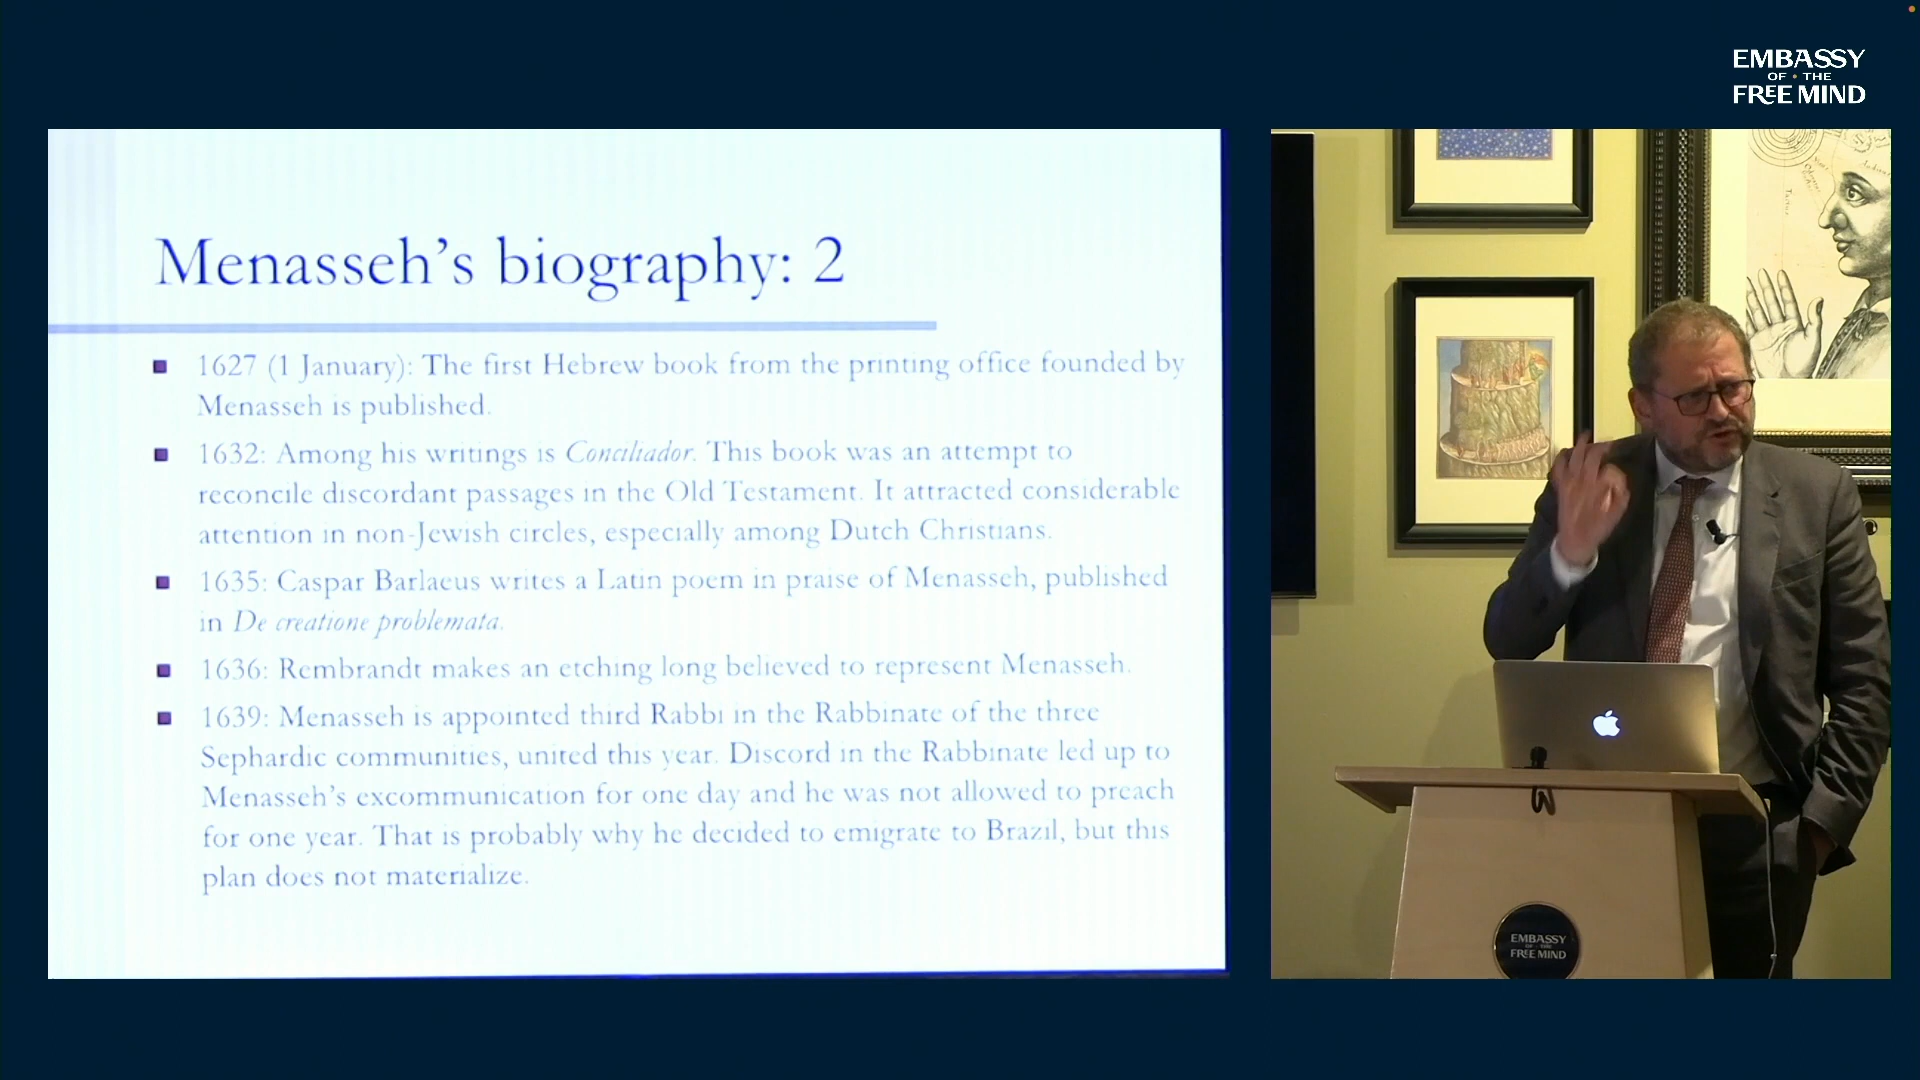 EMBASSY
OF • THE
FREE MIND
Menasseh's biography: 2
1627 (1 January): The first Hebrew book from the printing office founded by
Menasseh is published.
1632: Among his writings is Conciliador. This book was an attempt to
reconcile discordant passages in the Old Testament. It attracted considerable
attention in non-Jewish circles, especially among Dutch Christians.
1635: Caspar Barlaeus writes a Latin poem in praise of Menasseh, published
in De creatione problemata.
1636: Rembrandt makes an etching long believed to represent Menasseh.
1639: Menasseh is appointed third Rabbi in the Rabbinate of the three
Sephardic communities, united this year. Discord in the Rabbinate led up to
Menasseh's excommunication for one day and he was not allowed to preach
for one year. That is probably why he decided to emigrate to Brazil, but this
plan does not materialize.
EMBASSY
OF • THE
FREE MIND